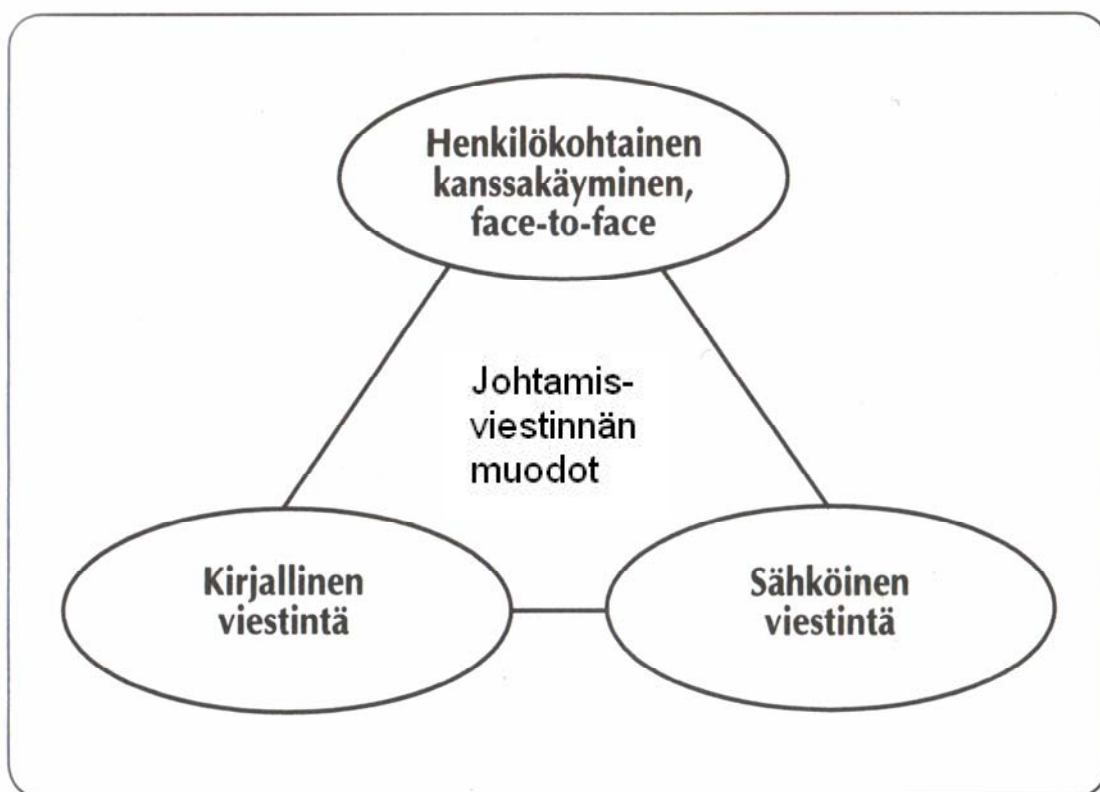 Henkilökohtainen
kanssakäyminen,
face-to-face
Johtamis-
viestinnän
muodot
Kirjallinen
viestintä
Sähköinen
viestintä